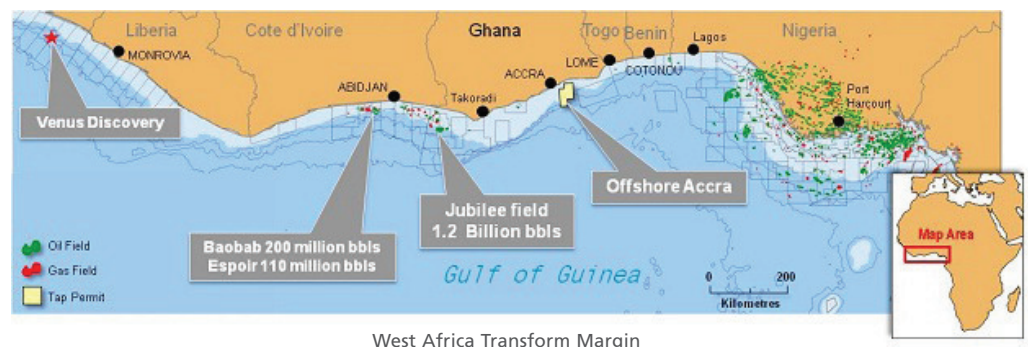 Liberia
Cote d'Ivoire
Ghana
Togo
Benin
Nigeria
MONROVIA
ABIDJAN
Takoradi
ACCRA
LOME
COTONOU
Lagos
Port
Harcourt
Venus Discovery
Baobab 200 million bbls
Espoir 110 million bbls
Jubilee field
1.2 Billion bbls
Offshore Accra
Oil Field
Gas Field
Tap Permit
Gulf of Guinea
0 200
Kilometres
Map Area
West Africa Transform Margin